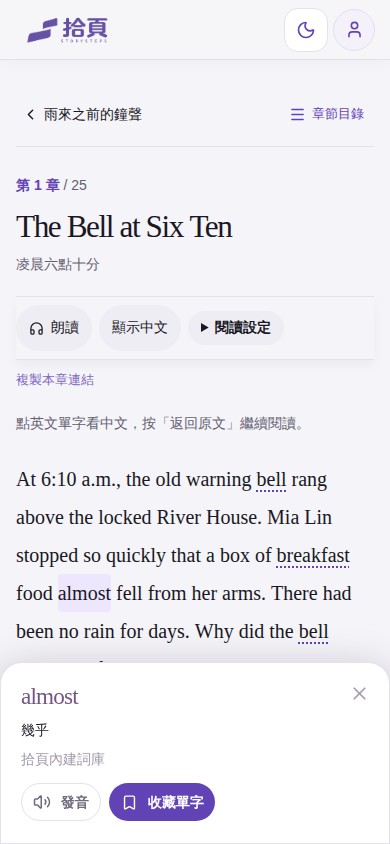 拾頁
STORYSTEPS
雨來之前的鐘聲
章節目錄
第 1 章 / 25
The Bell at Six Ten
凌晨六點十分
朗讀
顯示中文
閱讀設定
複製本章連結
點英文單字看中文，按「返回原文」繼續閱讀。
At 6:10 a.m., the old warning bell rang
above the locked River House. Mia Lin
stopped so quickly that a box of breakfast
food almost fell from her arms. There had
been no rain for days. Why did the bell
almost
幾乎
拾頁內建詞庫
發音
收藏單字